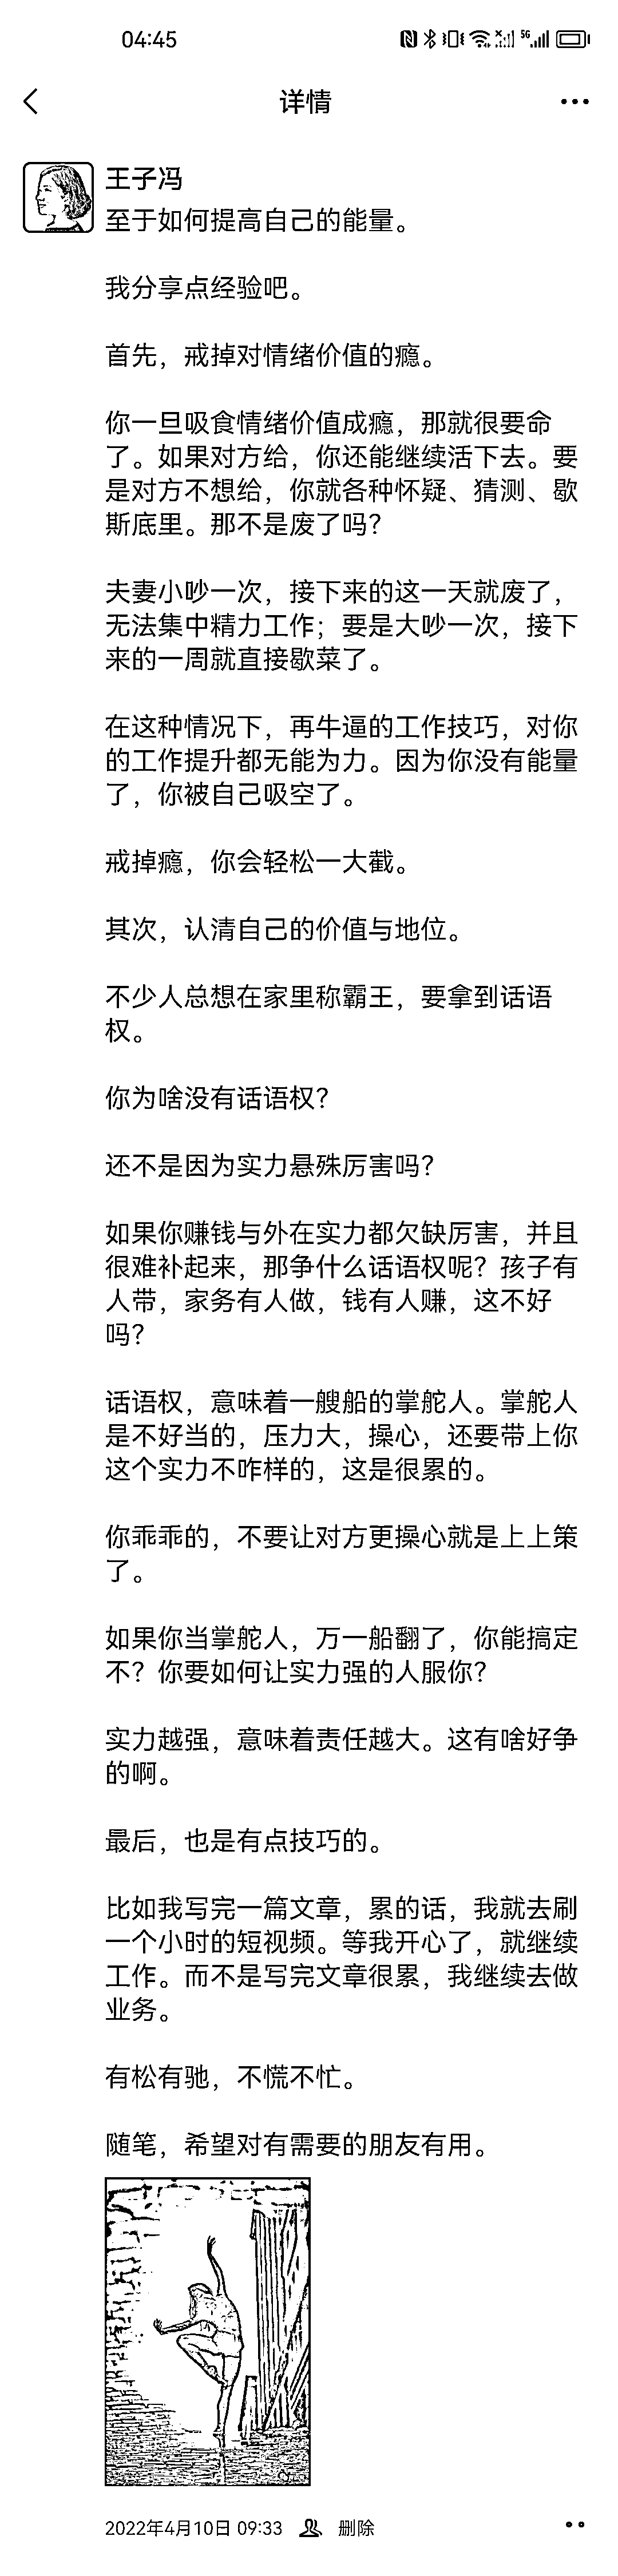 04:45
5G
详情
王子冯
至于如何提高自己的能量。
我分享点经验吧。
首先，戒掉对情绪价值的瘾。
你一旦吸食情绪价值成瘾，那就很要命
了。如果对方给，你还能继续活下去。要
是对方不想给，你就各种怀疑、猜测、歇
斯底里。那不是废了吗？
夫妻小吵一次，接下来的这一天就废了，
无法集中精力工作；要是大吵一次，接下
来的一周就直接歇菜了。
在这种情况下，再牛逼的工作技巧，对你
的工作提升都无能为力。因为你没有能量
了，你被自己吸空了。
戒掉瘾，你会轻松一大截。
其次，认清自己的价值与地位。
不少人总想在家里称霸王，要拿到话语
权。
你为啥没有话语权？
还不是因为实力悬殊厉害吗？
如果你赚钱与外在实力都欠缺厉害，并且
很难补起来，那争什么话语权呢？孩子有
人带，家务有人做，钱有人赚，这不好
吗？
话语权，意味着一艘船的掌舵人。掌舵人
是不好当的，压力大，操心，还要带上你
这个实力不咋样的，这是很累的。
你乖乖的，不要让对方更操心就是上上策
了。
如果你当掌舵人，万一船翻了，你能搞定
不？你要如何让实力强的人服你？
实力越强，意味着责任越大。这有啥好争
的啊。
最后，也是有点技巧的。
比如我写完一篇文章，累的话，我就去刷
一个小时的短视频。等我开心了，就继续
工作。而不是写完文章很累，我继续去做
业务。
有松有驰，不慌不忙。
随笔，希望对有需要的朋友有用。
2022年4月10日 09:33 删除